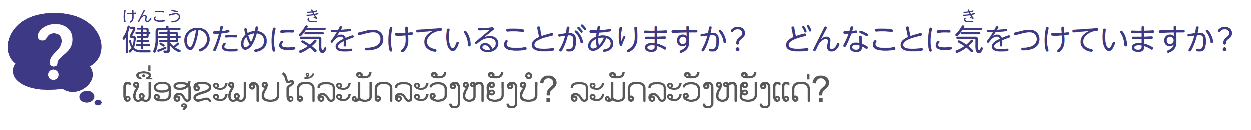 健康のために気をつけていることがありますか？　どんなことに気をつけていますか？
ເພື່ອສຸຂະພາບໄດ້ລະມັດລະວັງຫຍັງບໍ? ລະມັດລະວັງຫຍັງແດ່?